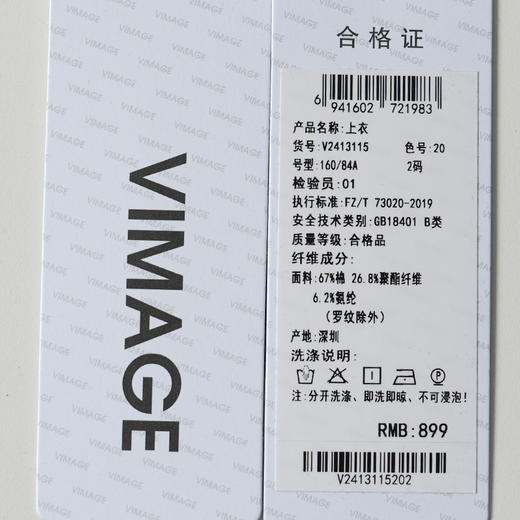 VIMAGE
合格证
6 941602 721983
产品名称:上衣
货号:V2413115 色号:20
号型:160/84A 2码
检验员:01
执行标准:FZ/T 73020-2019
安全技术类别:GB18401 B类
质量等级:合格品
纤维成分:
面料:67%棉 26.8%聚酯纤维
6.2%氨纶
(罗纹除外)
产地:深圳
洗涤说明:
注:分开洗涤、即洗即晾、不可浸泡!
RMB:899
V2413115202